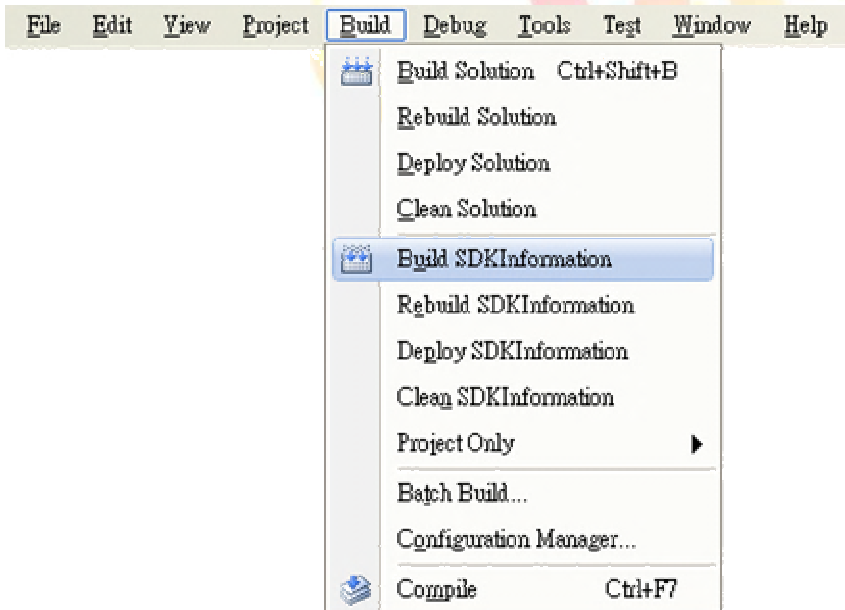 File Edit View Project Build Debug Tools Test Window Help
Build Solution Ctrl+Shift+B
Rebuild Solution
Deploy Solution
Clean Solution
Build SDKInformation
Rebuild SDKInformation
Deploy SDKInformation
Clean SDKInformation
Project Only
Batch Build...
Configuration Manager...
Compile Ctrl+F7